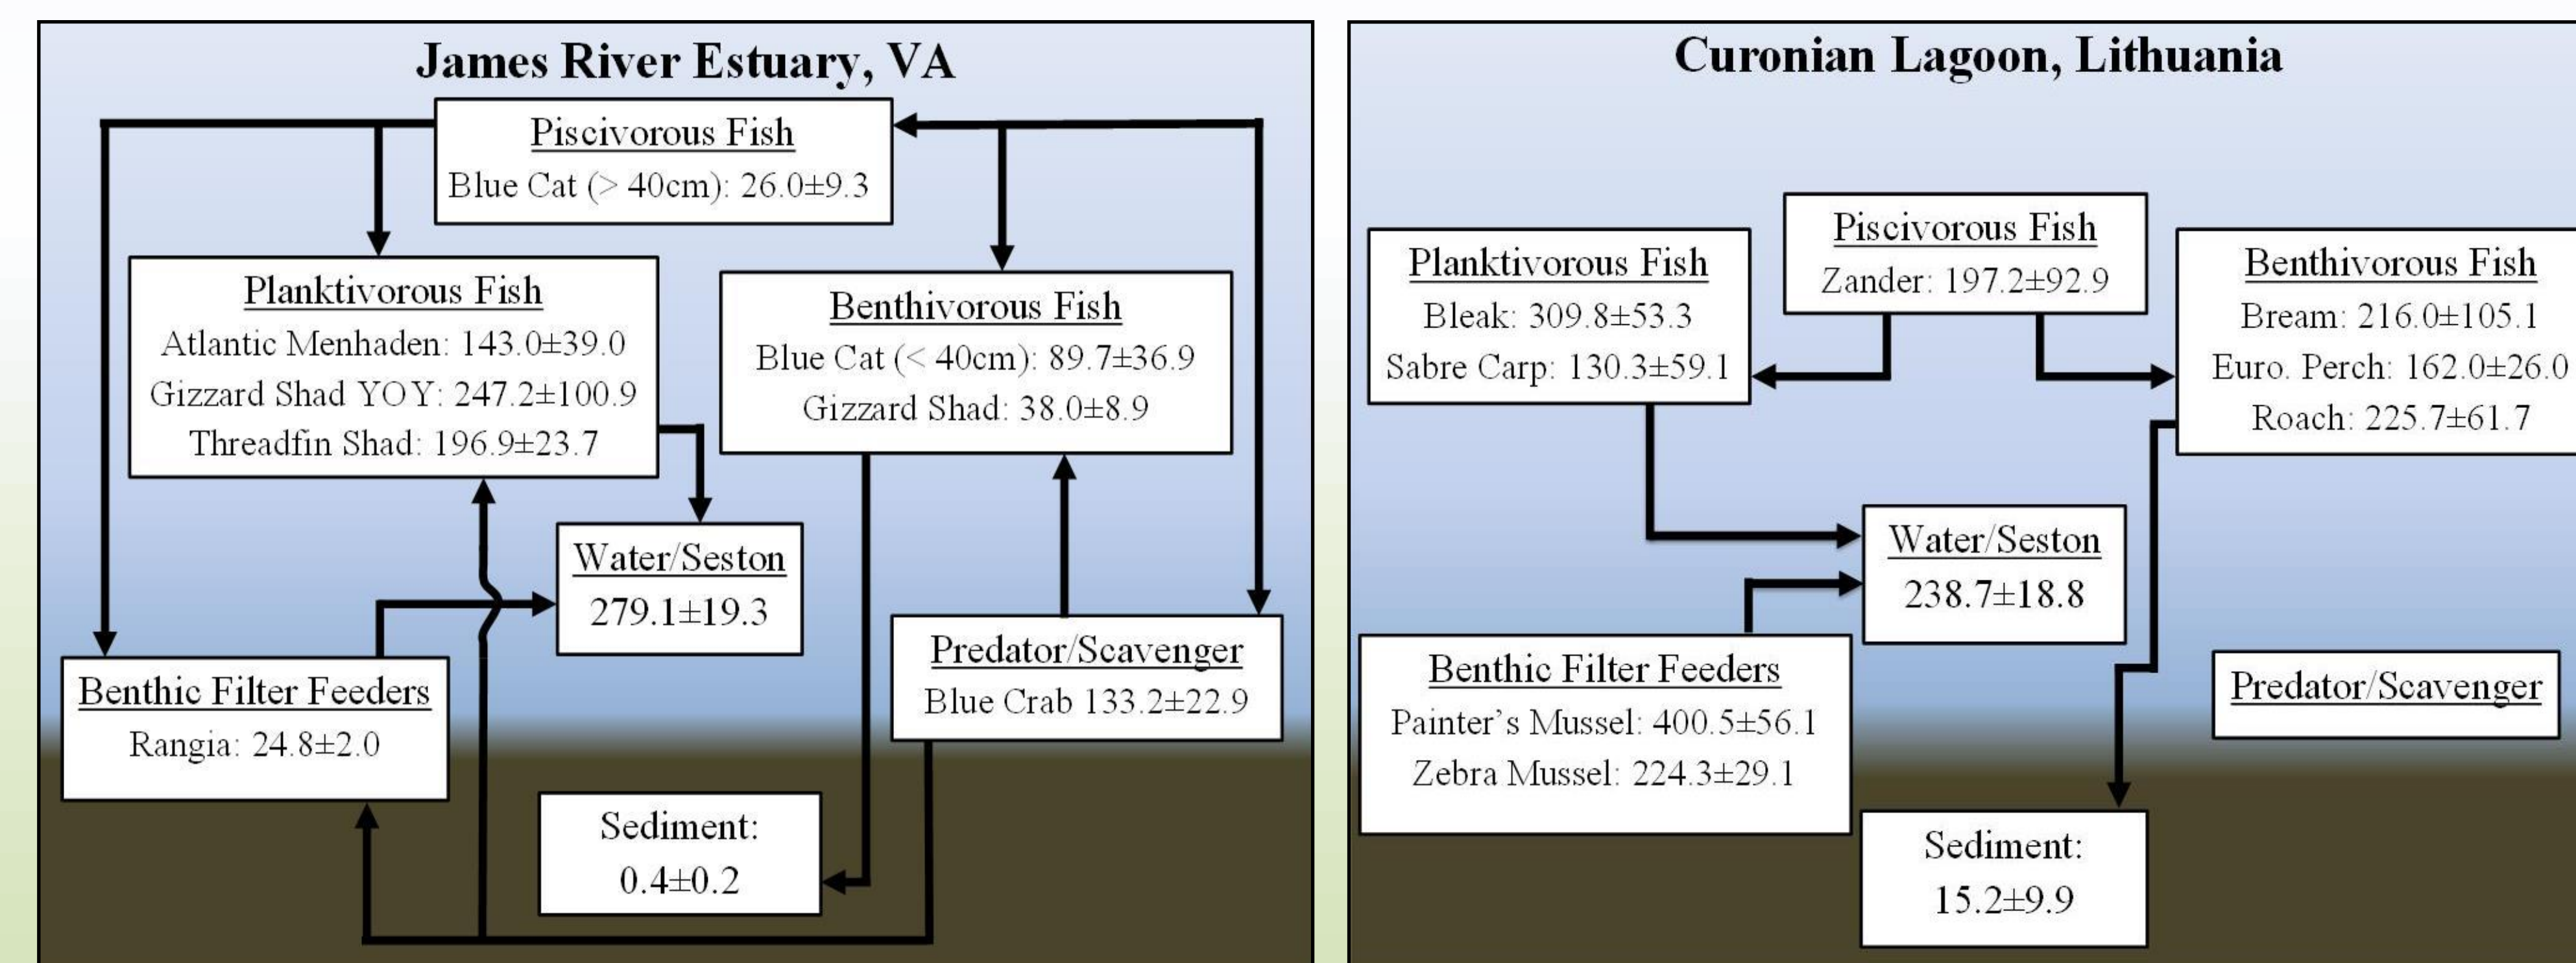 James River Estuary, VA
Piscivorous Fish
Blue Cat (> 40cm): 26.0±9.3
Planktivorous Fish
Atlantic Menhaden: 143.0±39.0
Gizzard Shad YOY: 247.2±100.9
Threadfin Shad: 196.9±23.7
Benthivorous Fish
Blue Cat (< 40cm): 89.7±36.9
Gizzard Shad: 38.0±8.9
Water/Seston
279.1±19.3
Benthic Filter Feeders
Rangia: 24.8±2.0
Predator/Scavenger
Blue Crab 133.2±22.9
Sediment:
0.4±0.2
Curonian Lagoon, Lithuania
Piscivorous Fish
Zander: 197.2±92.9
Planktivorous Fish
Bleak: 309.8±53.3
Sabre Carp: 130.3±59.1
Benthivorous Fish
Bream: 216.0±105.1
Euro. Perch: 162.0±26.0
Roach: 225.7±61.7
Water/Seston
238.7±18.8
Benthic Filter Feeders
Painter's Mussel: 400.5±56.1
Zebra Mussel: 224.3±29.1
Predator/Scavenger
Sediment:
15.2±9.9